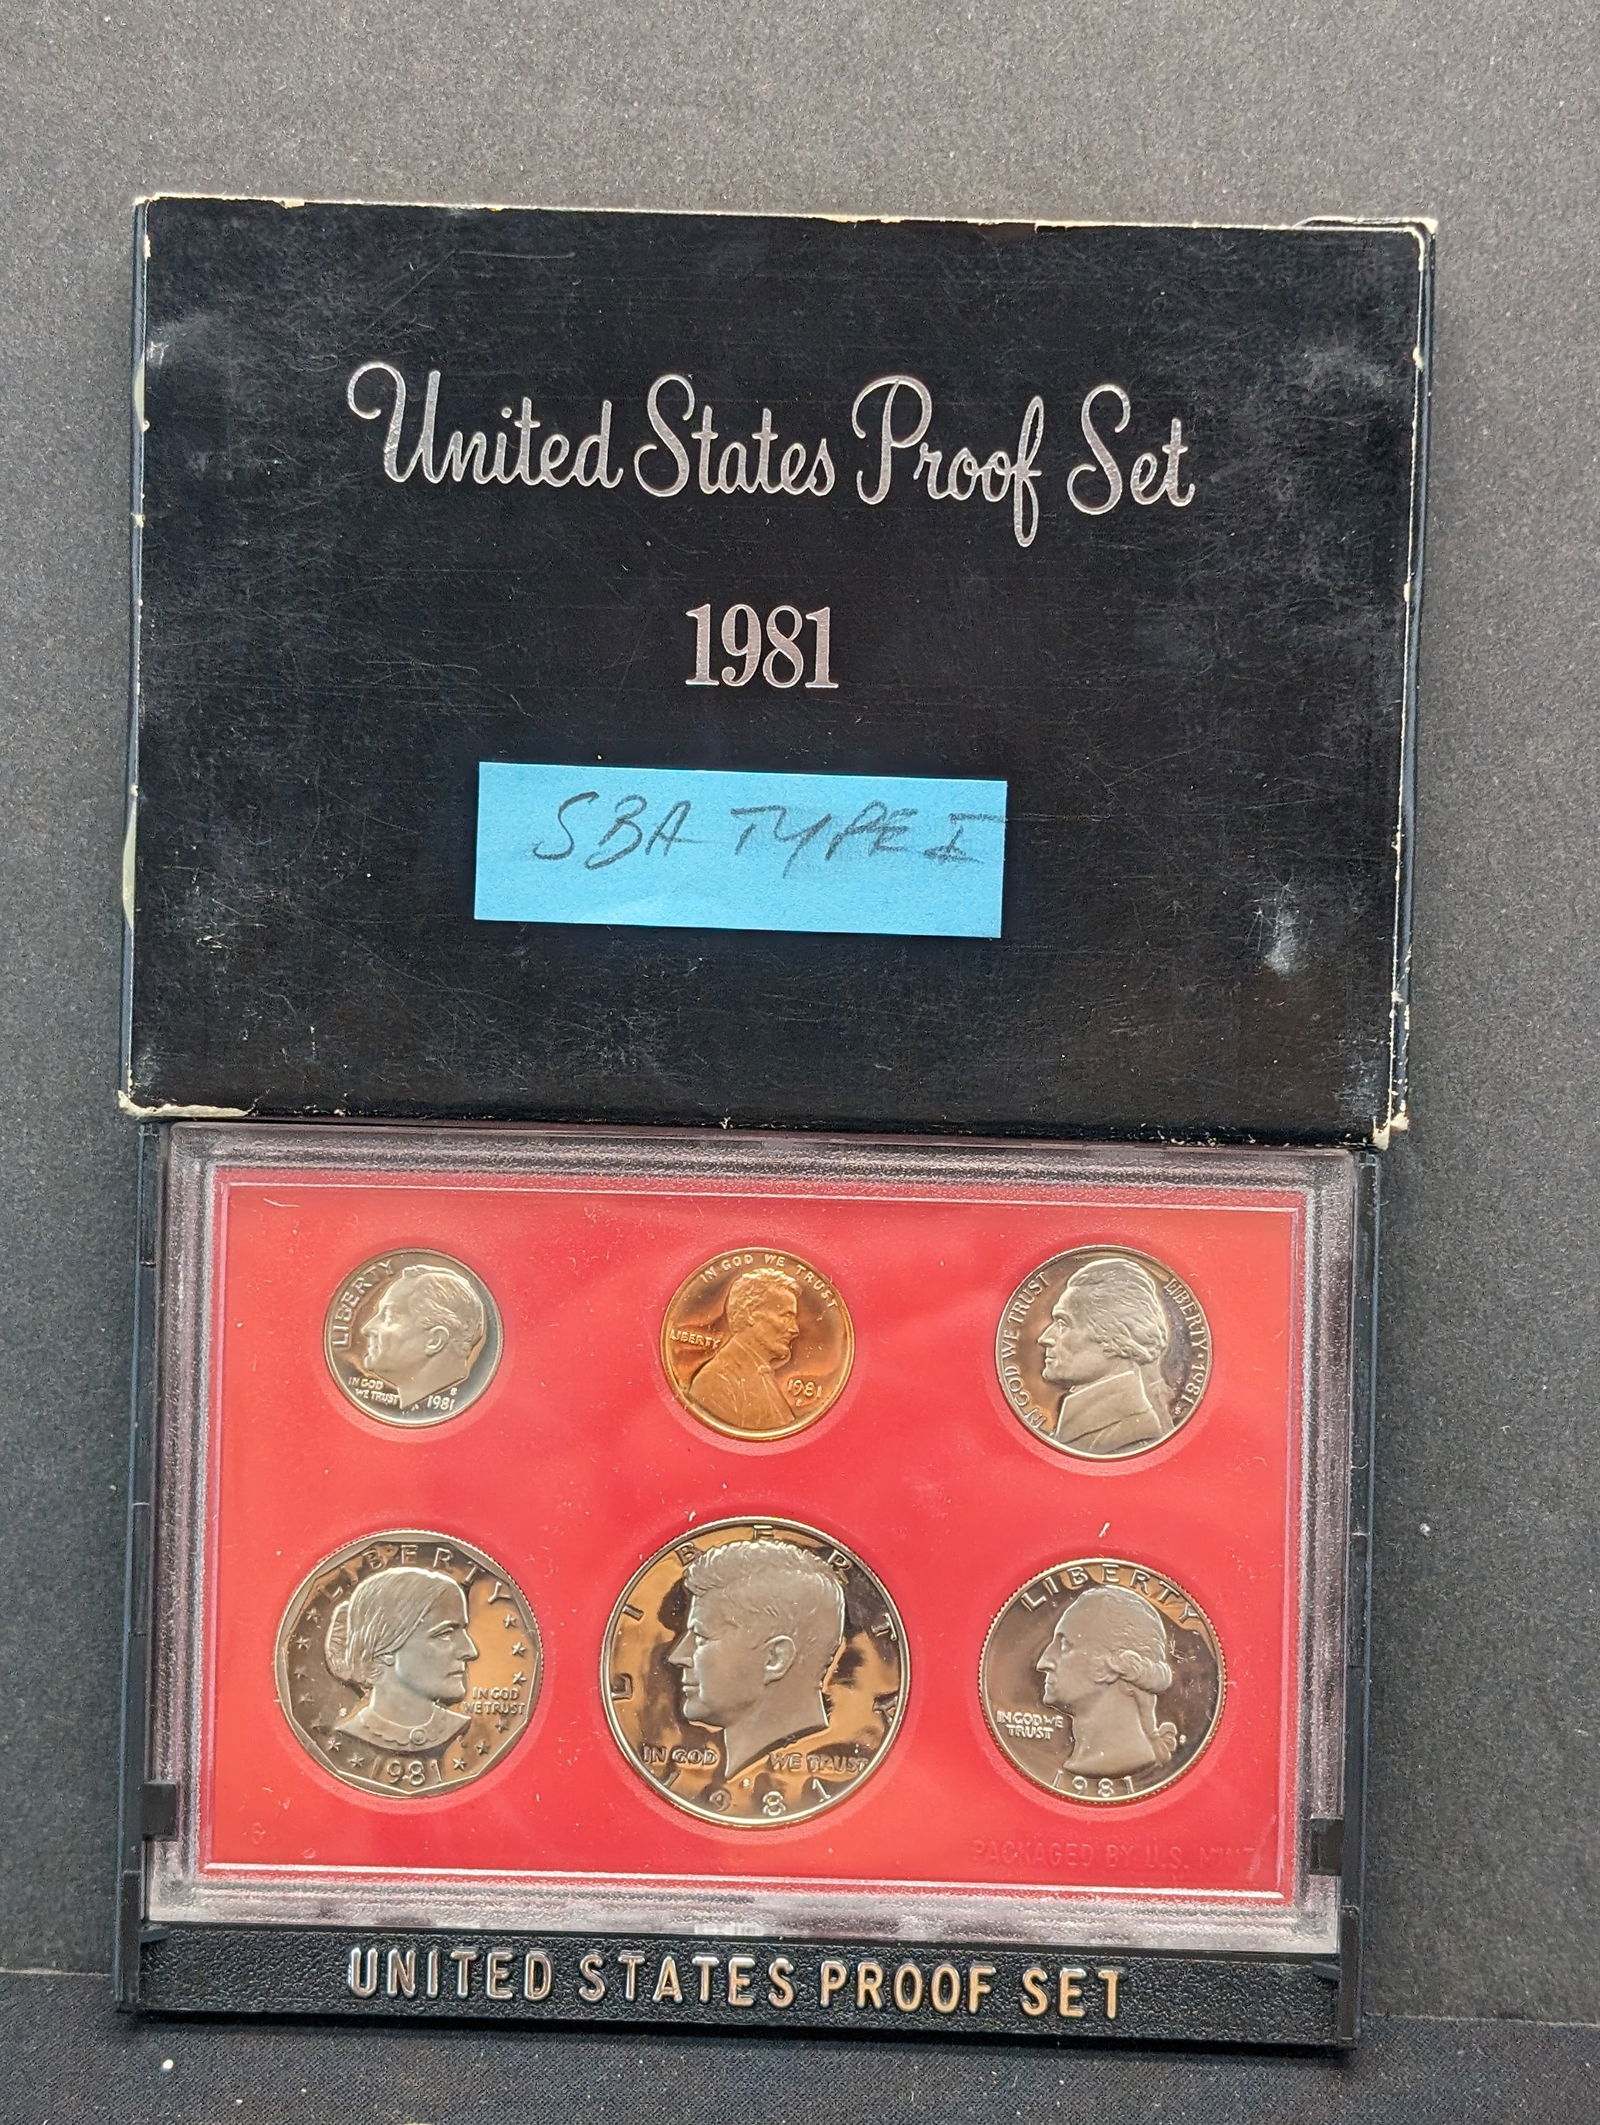 United States Proof Set
1981
SBA TYPE I
LIBERTY
IN GOD
WE TRUST
S
1981
IN GOD WE TRUST
LIBERTY
1981
IN GOD WE TRUST
LIBERTY · 1981
S
LIBERTY
IN GOD
WE TRUST
S
1981
LIBERTY
IN GOD WE TRUST
S
1981
LIBERTY
IN GOD WE
TRUST
S
1981
PACKAGED BY U.S. MINT
UNITED STATES PROOF SET